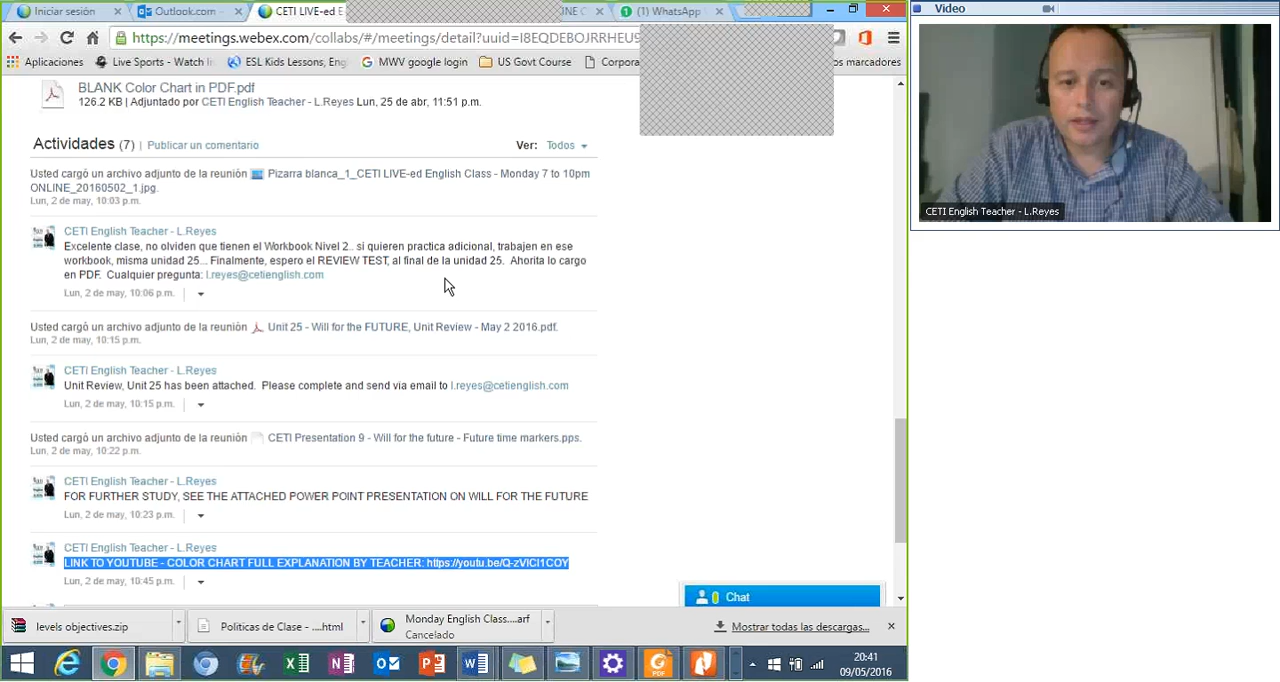 Iniciar sesión
Outlook.com
CETI LIVE-ed E
(1) WhatsApp
https://meetings.webex.com/collabs/#/meetings/detail?uuid=I8EQDEBOJRRHEU9
Aplicaciones
Live Sports - Watch
ESL Kids Lessons, Eng
MWV google login
US Govt Course
Corpora
os marcadores
Video
BLANK Color Chart in PDF.pdf
126.2 KB | Adjuntado por CETI English Teacher - L.Reyes Lun, 25 de abr, 11:51 p.m.
Actividades (7) | Publicar un comentario
Ver: Todos
Usted cargó un archivo adjunto de la reunión Pizarra blanca_1_CETI LIVE-ed English Class - Monday 7 to 10pm
ONLINE_20160502_1.jpg.
Lun, 2 de may, 10:03 p.m.
CETI English Teacher - L.Reyes
Excelente clase, no olviden que tienen el Workbook Nivel 2.. si quieren practica adicional, trabajen en ese
workbook, misma unidad 25... Finalmente, espero el REVIEW TEST, al final de la unidad 25. Ahorita lo cargo
en PDF. Cualquier pregunta: l.reyes@cetienglish.com
Lun, 2 de may, 10:06 p.m.
Usted cargó un archivo adjunto de la reunión Unit 25 - Will for the FUTURE, Unit Review - May 2 2016.pdf.
Lun, 2 de may, 10:15 p.m.
CETI English Teacher - L.Reyes
Unit Review, Unit 25 has been attached. Please complete and send via email to l.reyes@cetienglish.com
Lun, 2 de may, 10:15 p.m.
Usted cargó un archivo adjunto de la reunión CETI Presentation 9 - Will for the future - Future time markers.pps.
Lun, 2 de may, 10:22 p.m.
CETI English Teacher - L.Reyes
FOR FURTHER STUDY, SEE THE ATTACHED POWER POINT PRESENTATION ON WILL FOR THE FUTURE
Lun, 2 de may, 10:23 p.m.
CETI English Teacher - L.Reyes
LINK TO YOUTUBE - COLOR CHART FULL EXPLANATION BY TEACHER: https://youtu.be/Q-zVICl1COY
Lun, 2 de may, 10:45 p.m.
CETI English Teacher - L.Reyes
Chat
levels objectives.zip
Políticas de Clase - ....html
Monday English Class....arf
Cancelado
Mostrar todas las descargas...
20:41
09/05/2016